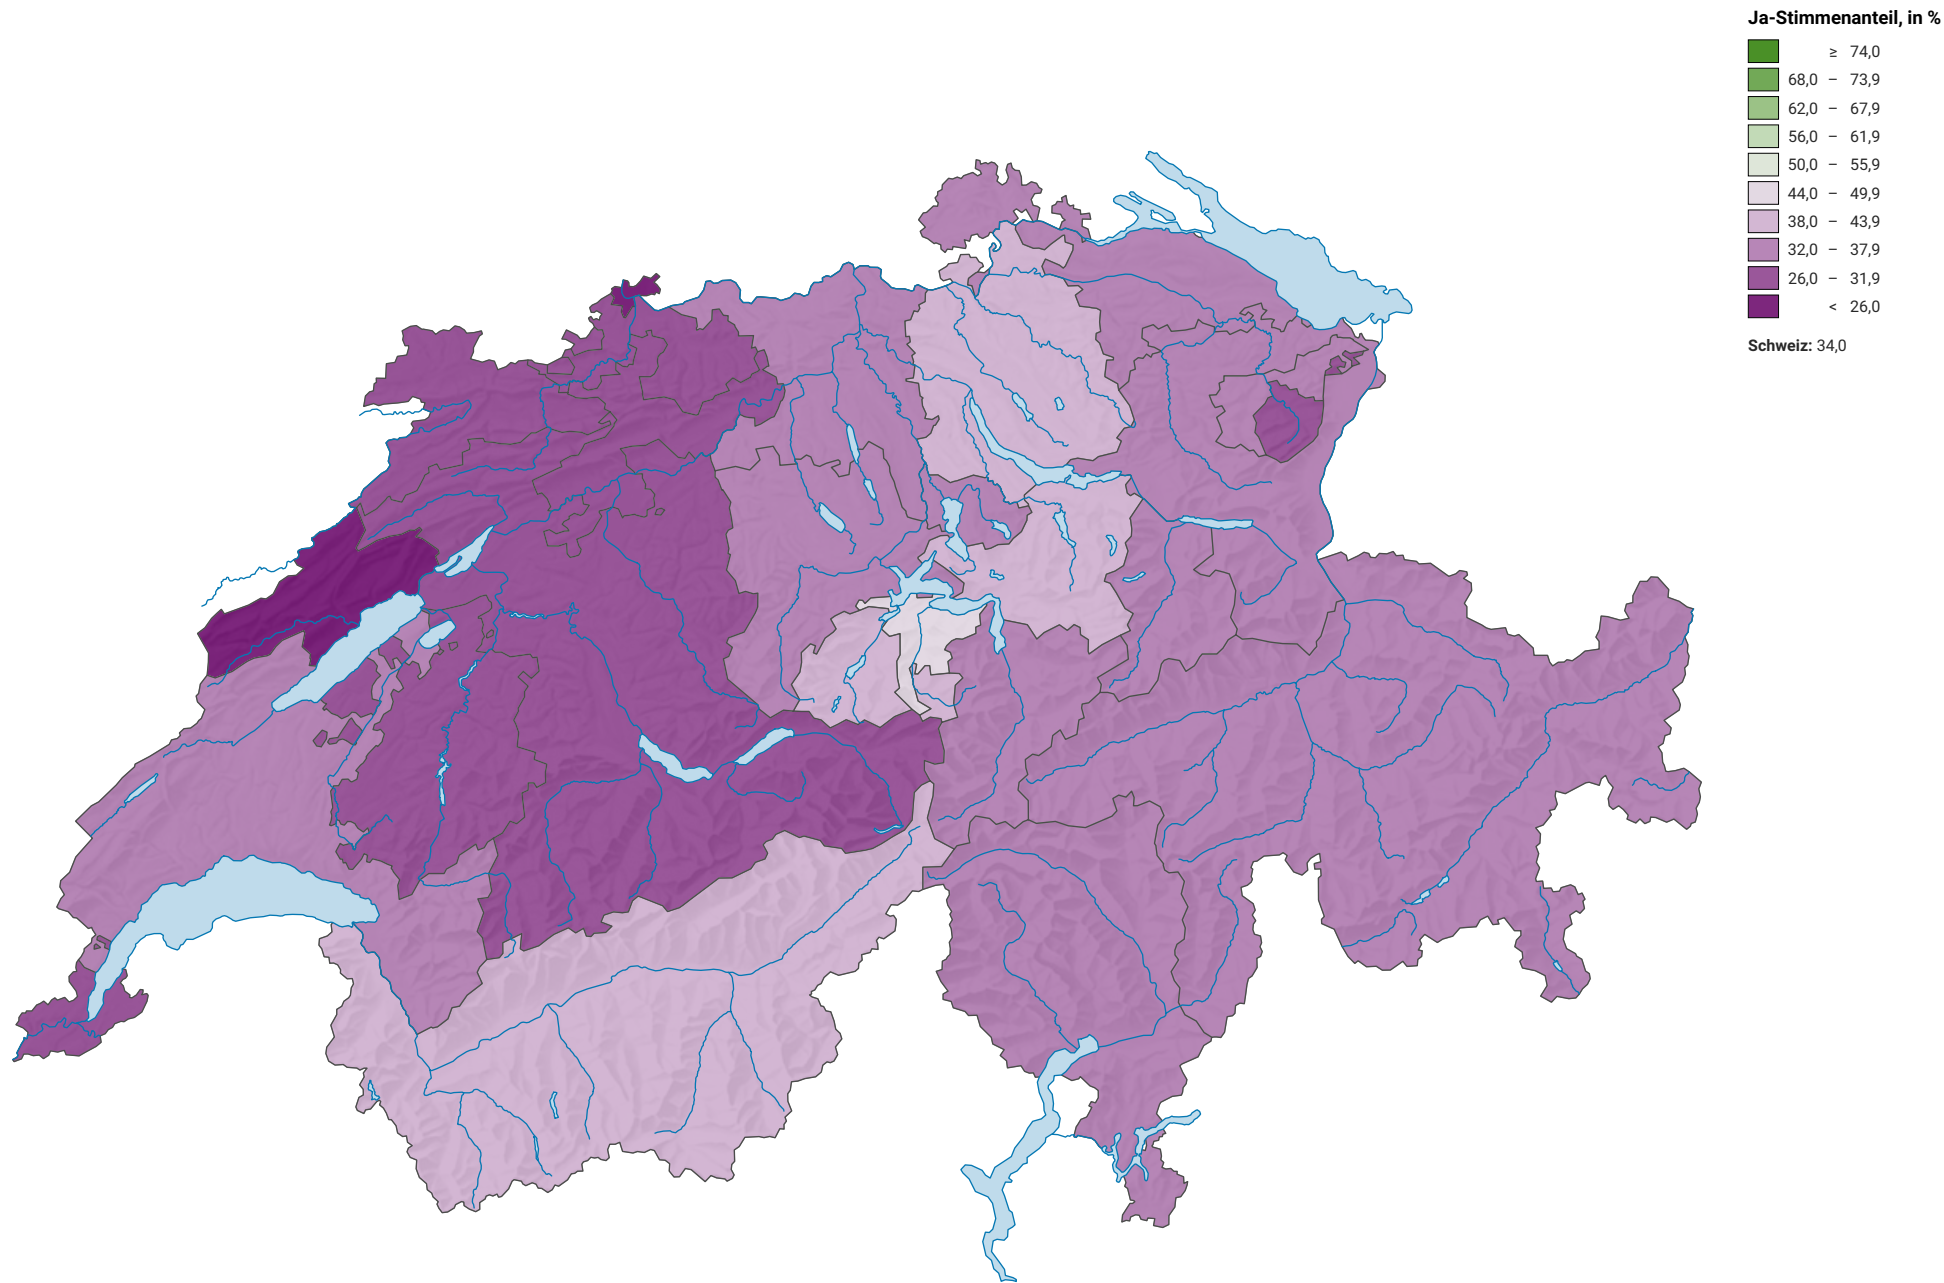 Ja-Stimmenanteil, in %
≥ 74,0
68,0 – 73,9
62,0 – 67,9
56,0 – 61,9
50,0 – 55,9
44,0 – 49,9
38,0 – 43,9
32,0 – 37,9
26,0 – 31,9
< 26,0
Schweiz: 34,0